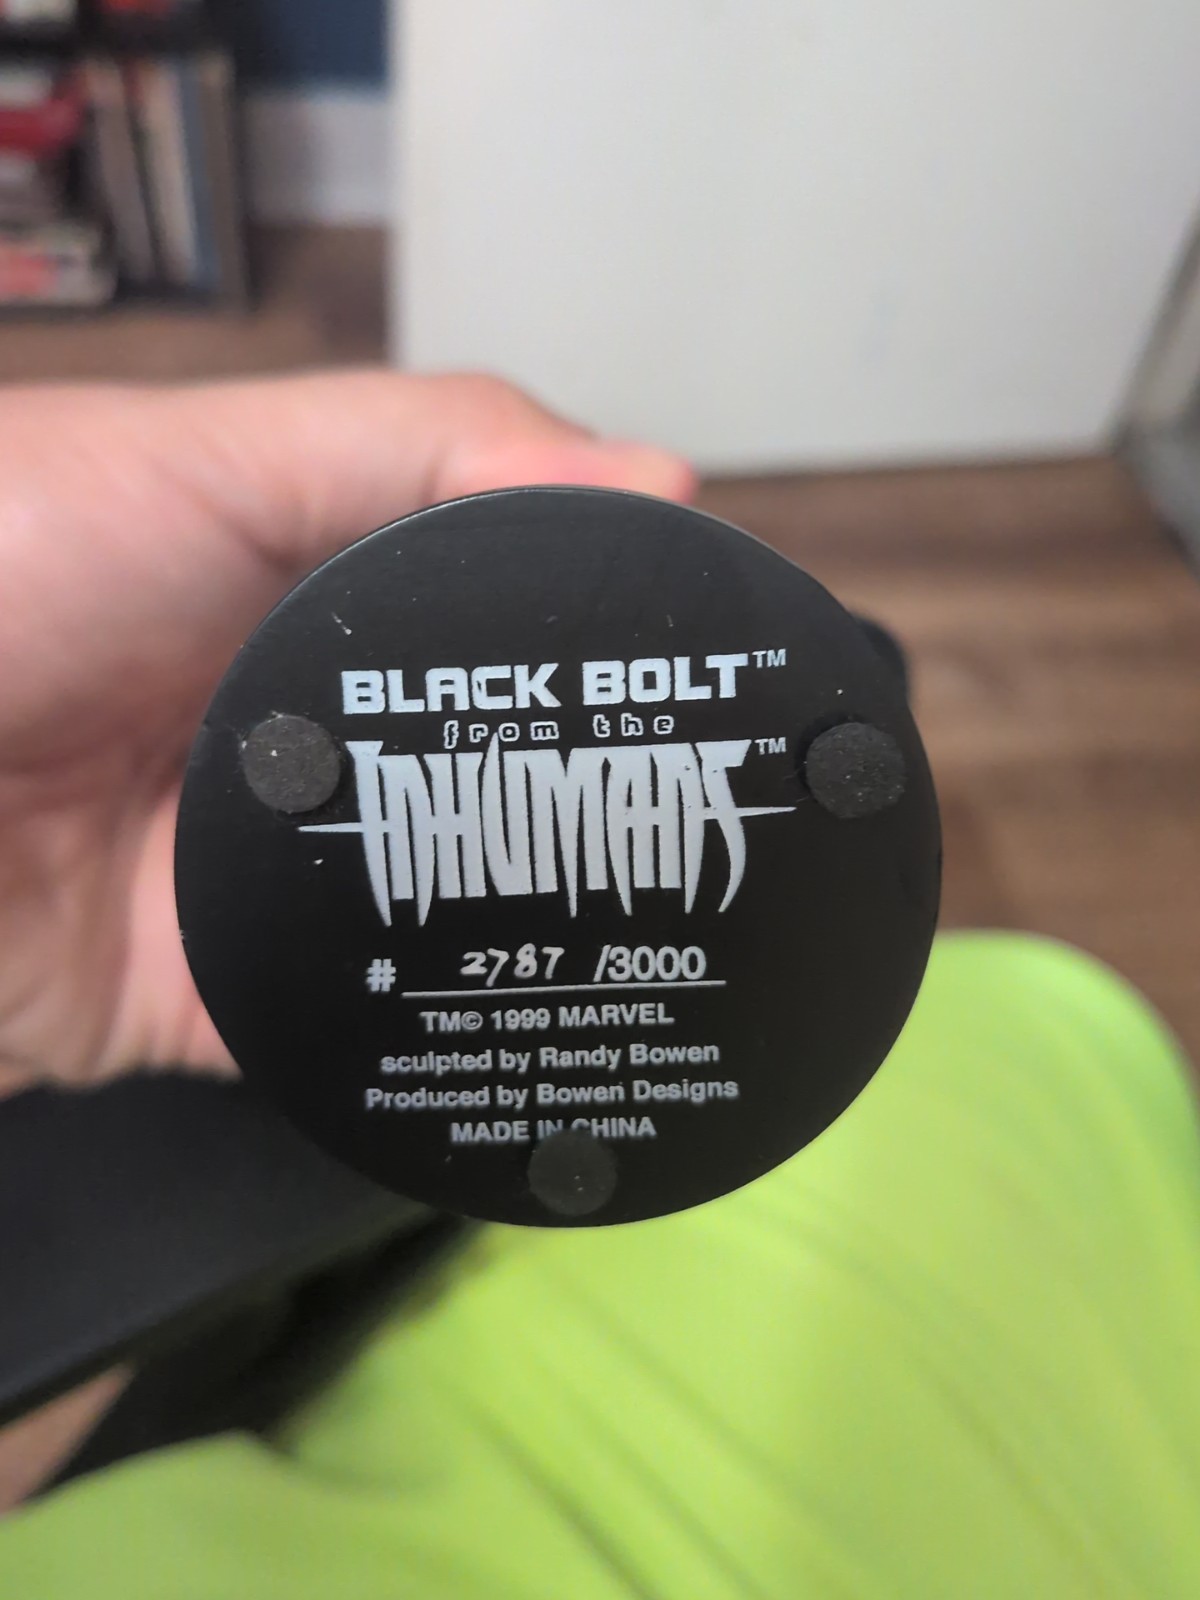 BLACK BOLT™
from the
INHUMANS™
# 2787 /3000
TM© 1999 MARVEL
sculpted by Randy Bowen
Produced by Bowen Designs
MADE IN CHINA